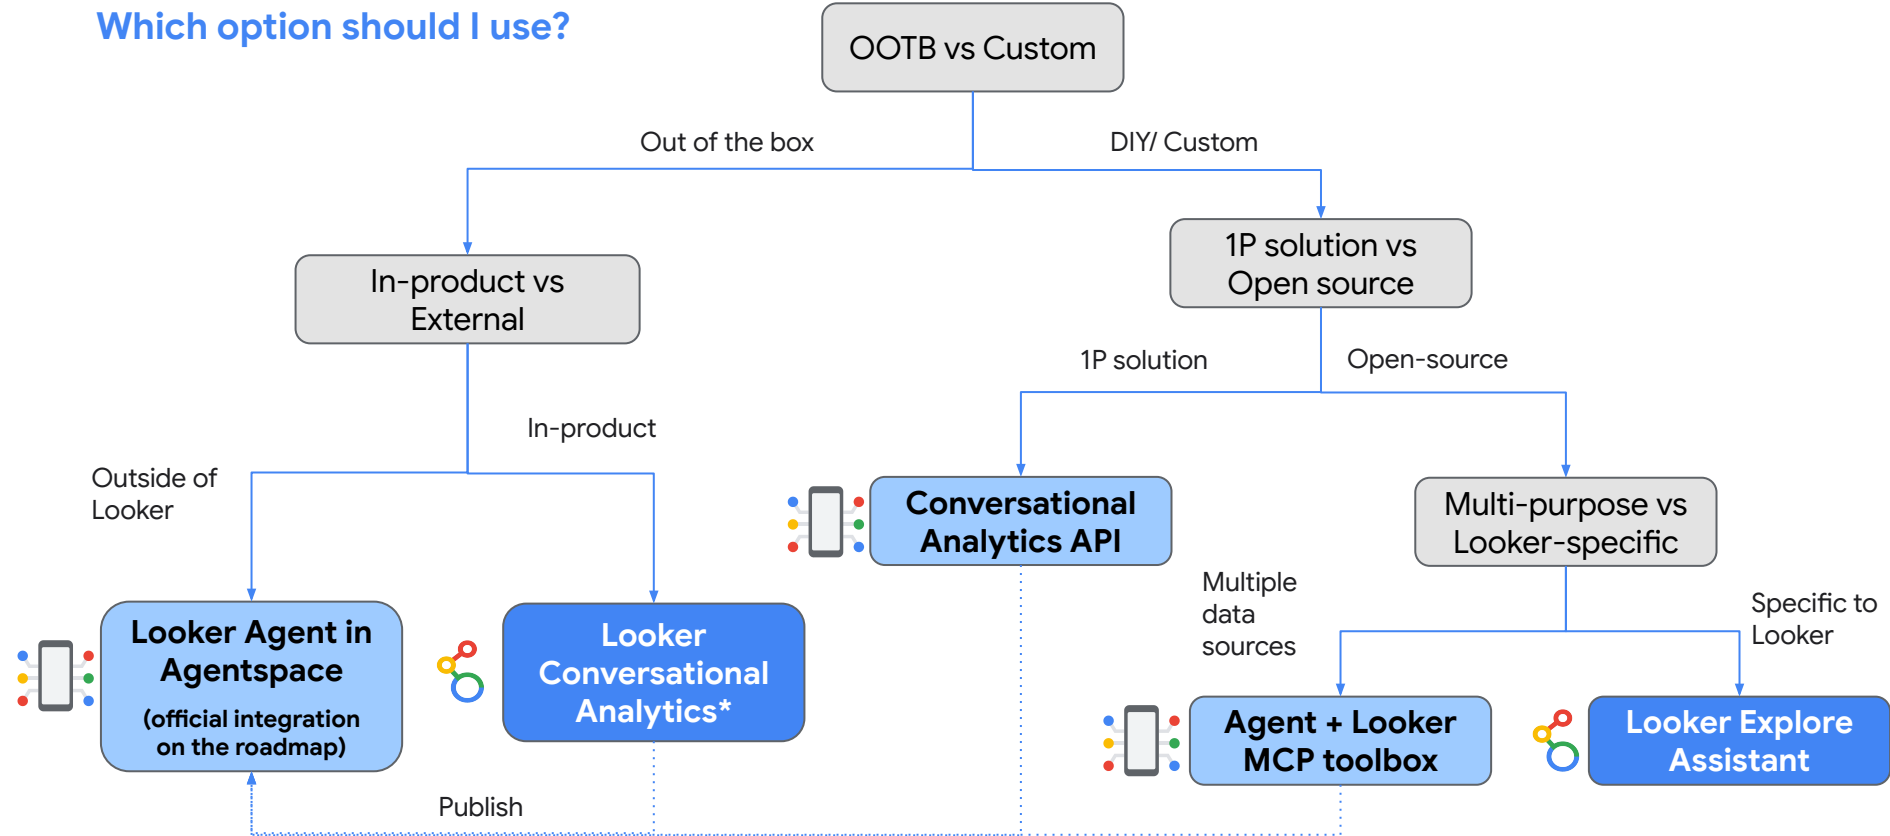 Which option should I use?
OOTB vs Custom
Out of the box
DIY/ Custom
In-product vs
External
1P solution vs
Open source
1P solution
Open-source
In-product
Outside of
Looker
Conversational
Analytics API
Multi-purpose vs
Looker-specific
Multiple
data
sources
Specific to
Looker
Looker Agent in
Agentspace
(official integration
on the roadmap)
Looker
Conversational
Analytics*
Agent + Looker
MCP toolbox
Looker Explore
Assistant
Publish